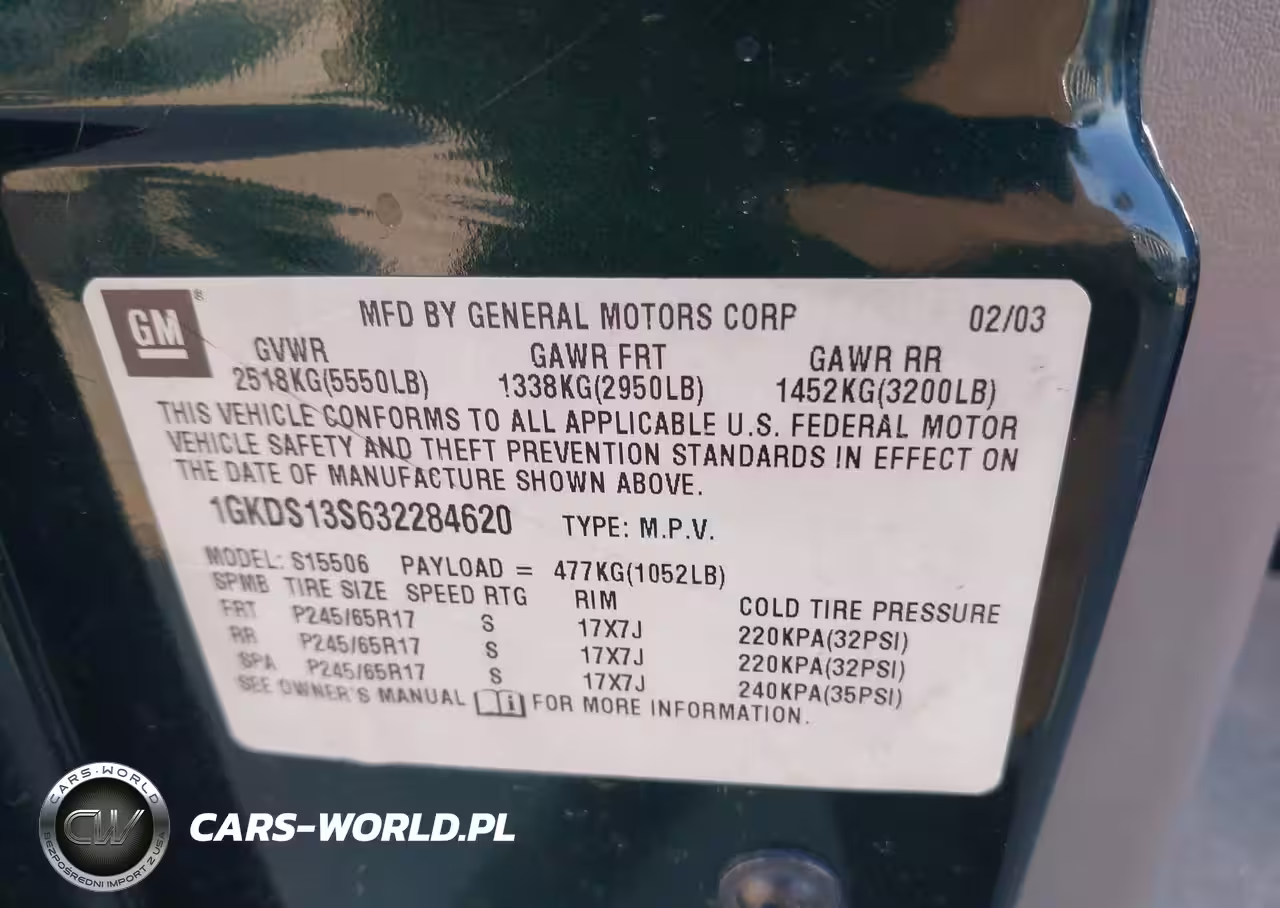 GM ®
MFD BY GENERAL MOTORS CORP 02/03
GVWR GAWR FRT GAWR RR
2518KG(5550LB) 1338KG(2950LB) 1452KG(3200LB)
THIS VEHICLE CONFORMS TO ALL APPLICABLE U.S. FEDERAL MOTOR
VEHICLE SAFETY AND THEFT PREVENTION STANDARDS IN EFFECT ON
THE DATE OF MANUFACTURE SHOWN ABOVE.
1GKDS13S632284620 TYPE: M.P.V.
MODEL: S15506 PAYLOAD = 477KG(1052LB)
SPMB TIRE SIZE SPEED RTG RIM COLD TIRE PRESSURE
FRT P245/65R17 S 17X7J 220KPA(32PSI)
RR P245/65R17 S 17X7J 220KPA(32PSI)
SPA P245/65R17 S 17X7J 240KPA(35PSI)
SEE OWNER'S MANUAL FOR MORE INFORMATION.
CARS-WORLD
CW
BEZPOŚREDNI IMPORT Z USA
CARS-WORLD.PL